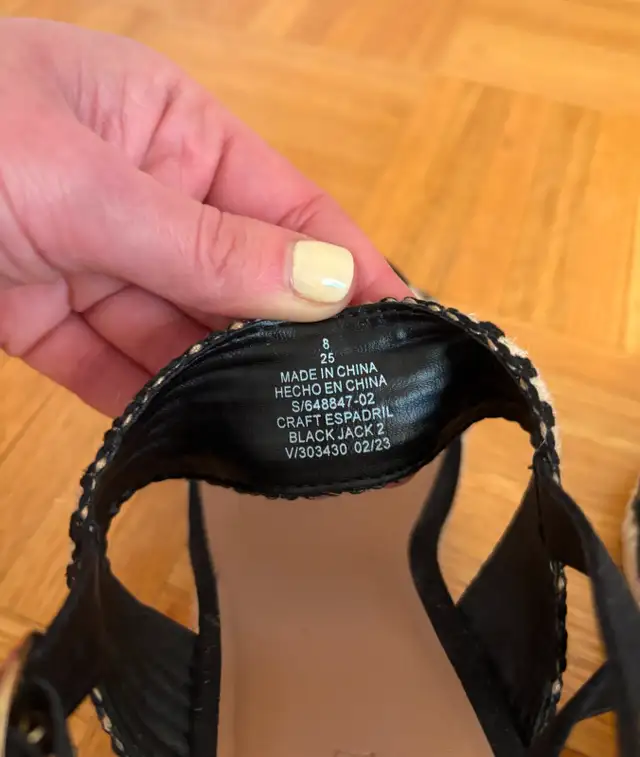 8
25
MADE IN CHINA
HECHO EN CHINA
S/648847-02
CRAFT ESPADRIL
BLACK JACK 2
V/303430 02/23